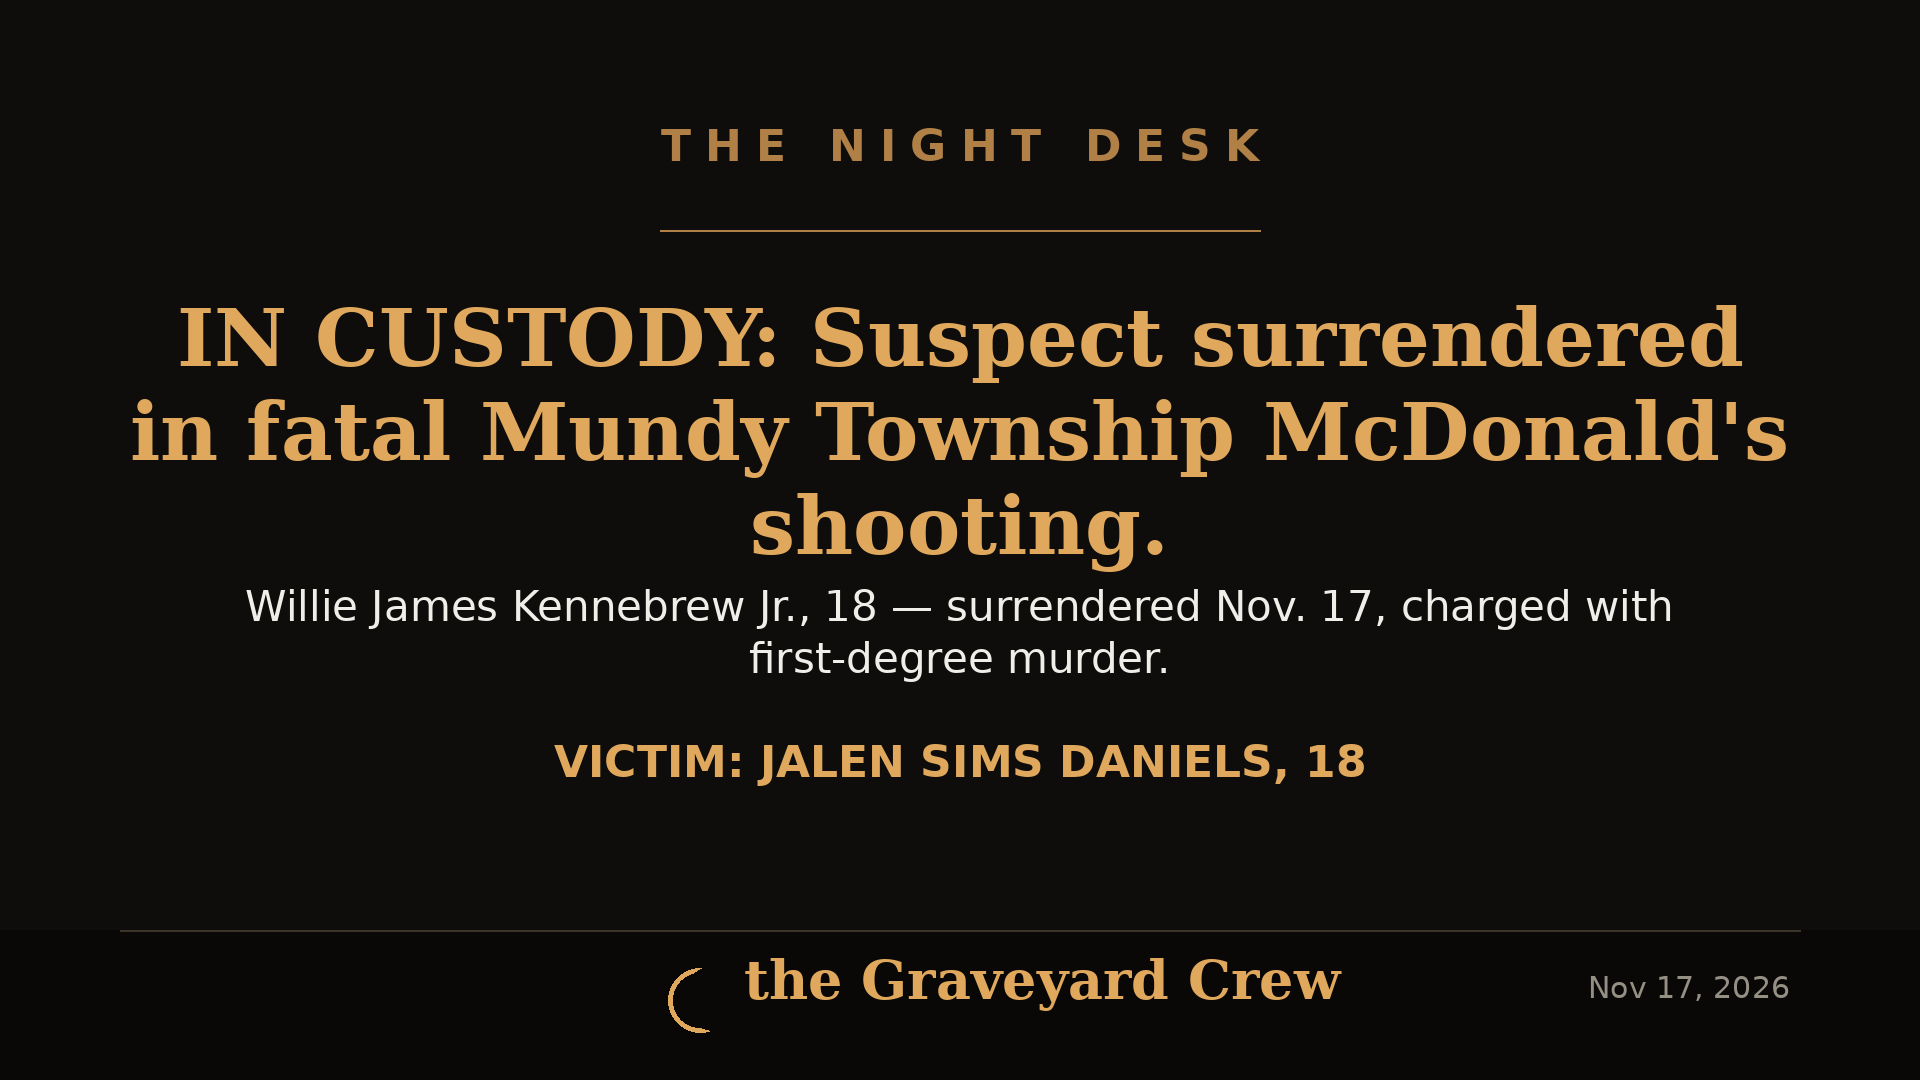 THE NIGHT DESK
IN CUSTODY: Suspect surrendered
in fatal Mundy Township McDonald's
shooting.
Willie James Kennebrew Jr., 18 — surrendered Nov. 17, charged with
first-degree murder.
VICTIM: JALEN SIMS DANIELS, 18
the Graveyard Crew
Nov 17, 2026